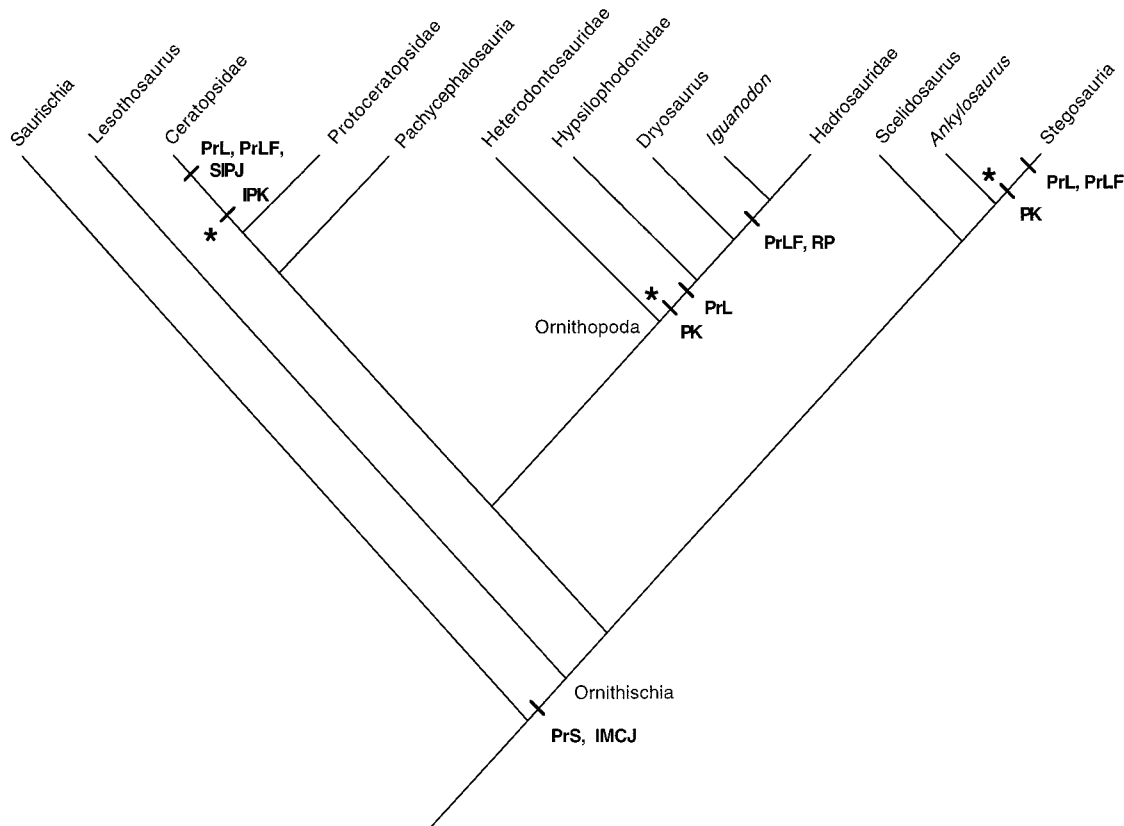 Saurischia
Lesothosaurus
Ceratopsidae
Protoceratopsidae
Pachycephalosauria
Heterodontosauridae
Hypsilophodontidae
Dryosaurus
Iguanodon
Hadrosauridae
Scelidosaurus
Ankylosaurus
Stegosauria
PrL, PrLF,
SIPJ
IPK
*
*
PrL, PrLF
PK
PrLF, RP
*
PrL
PK
Ornithopoda
Ornithischia
PrS, IMCJ